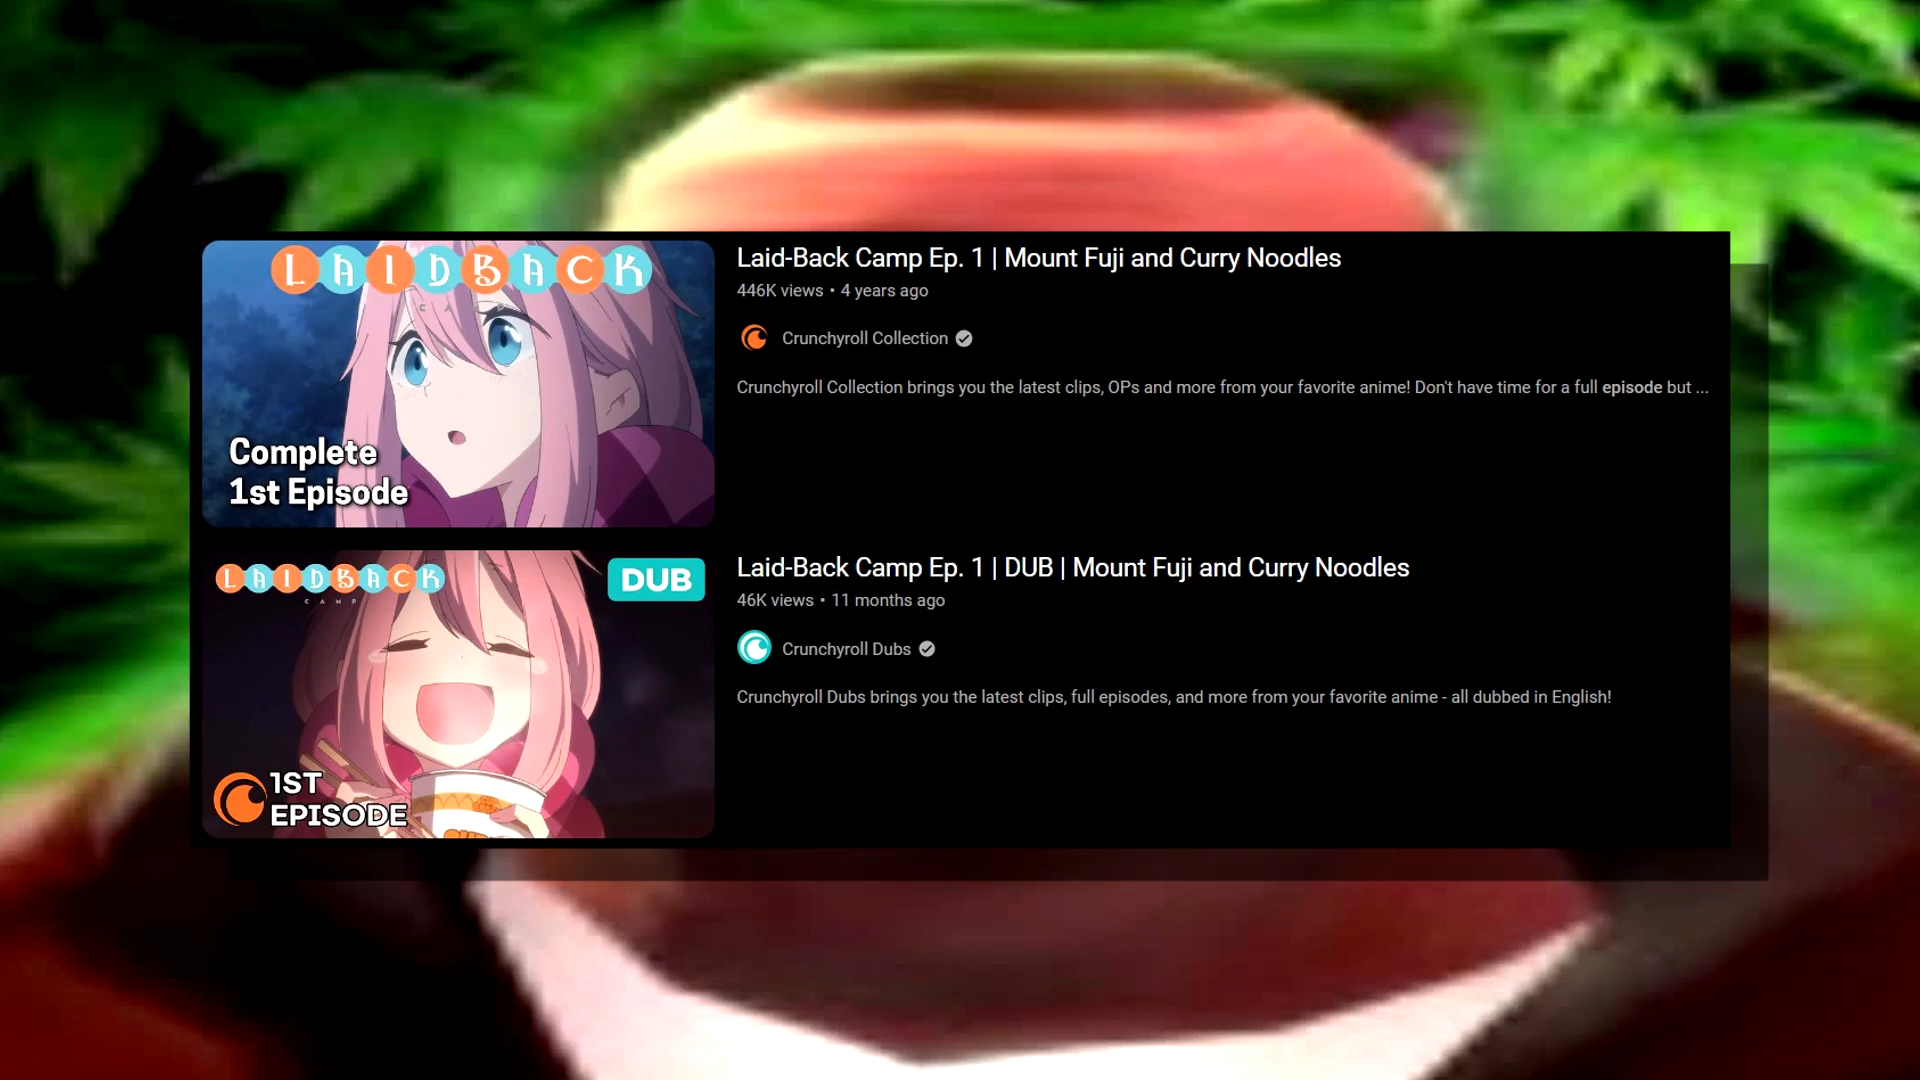 LAIDBACK
CAMP
Complete
1st Episode
Laid-Back Camp Ep. 1 | Mount Fuji and Curry Noodles
446K views • 4 years ago
Crunchyroll Collection
Crunchyroll Collection brings you the latest clips, OPs and more from your favorite anime! Don't have time for a full episode but ...
LAIDBACK
CAMP
DUB
1ST
EPISODE
Laid-Back Camp Ep. 1 | DUB | Mount Fuji and Curry Noodles
46K views • 11 months ago
Crunchyroll Dubs
Crunchyroll Dubs brings you the latest clips, full episodes, and more from your favorite anime - all dubbed in English!